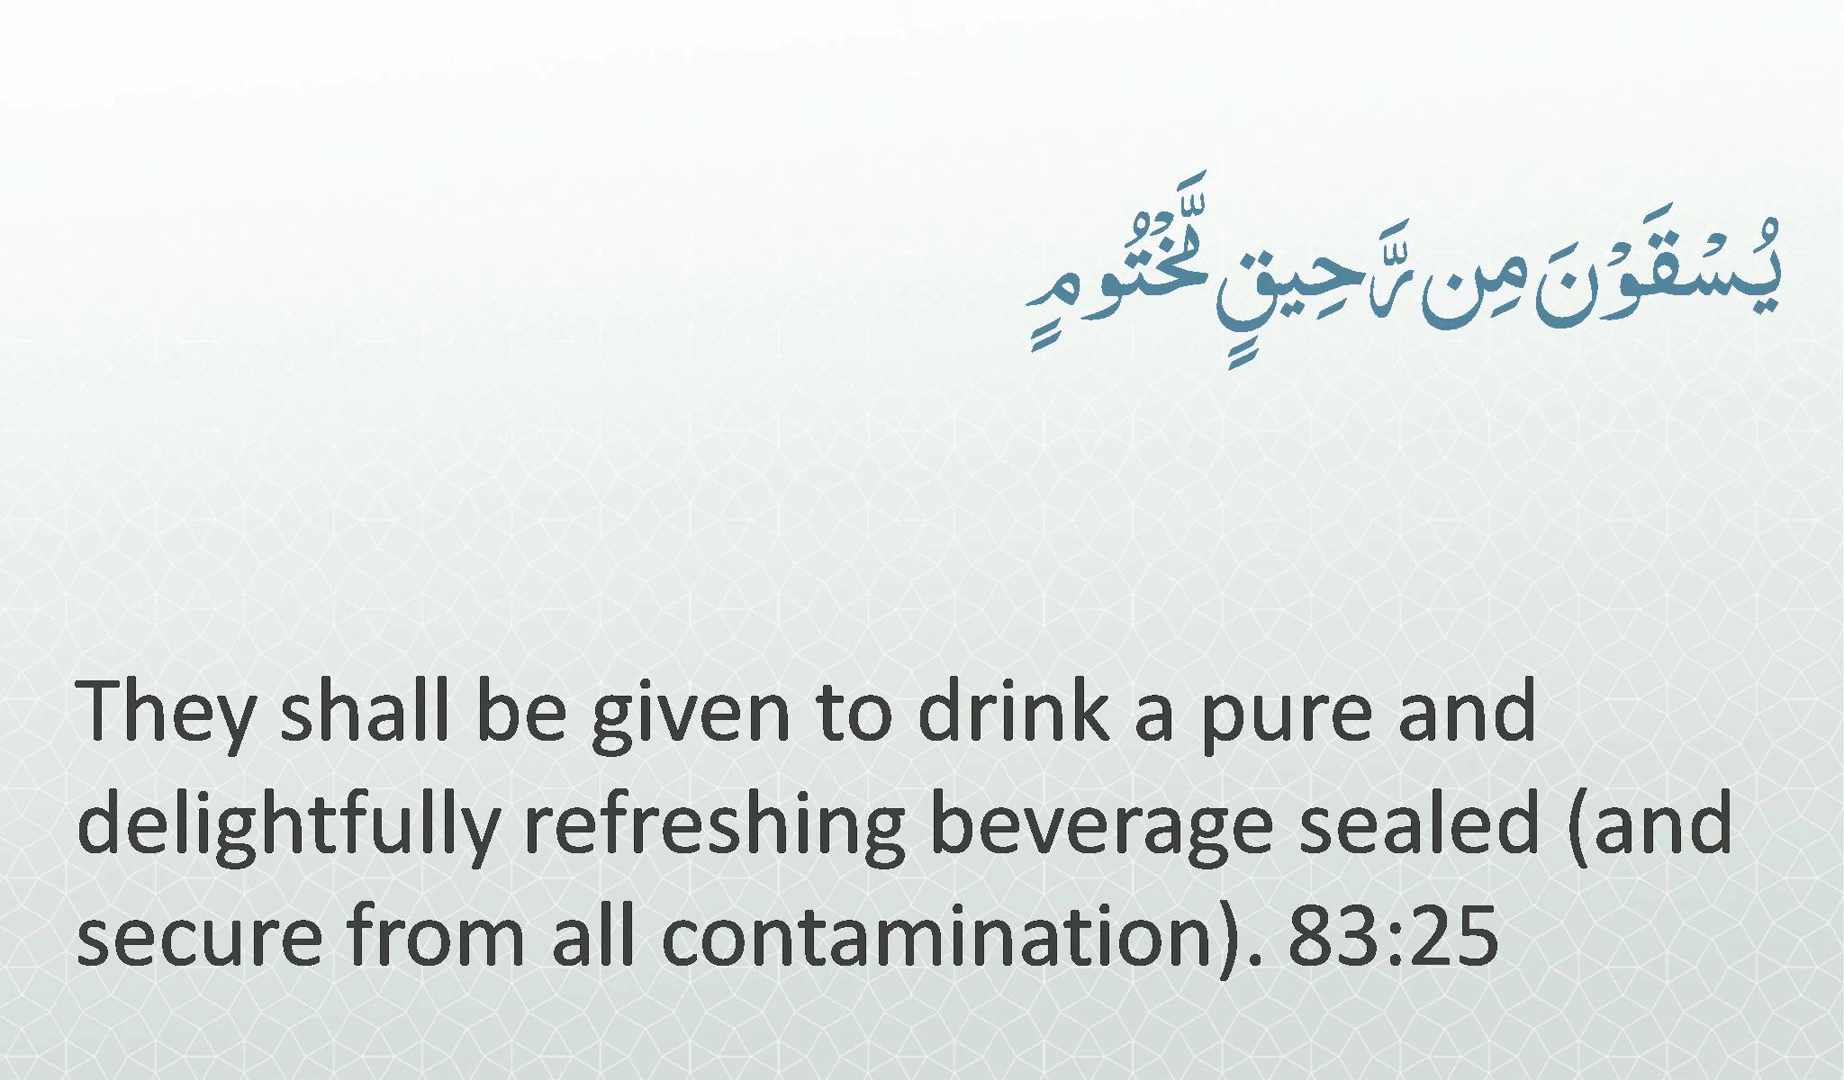 يُسْقَوْنَ مِن رَّحِيقٍ مَّخْتُومٍ
They shall be given to drink a pure and
delightfully refreshing beverage sealed (and
secure from all contamination). 83:25